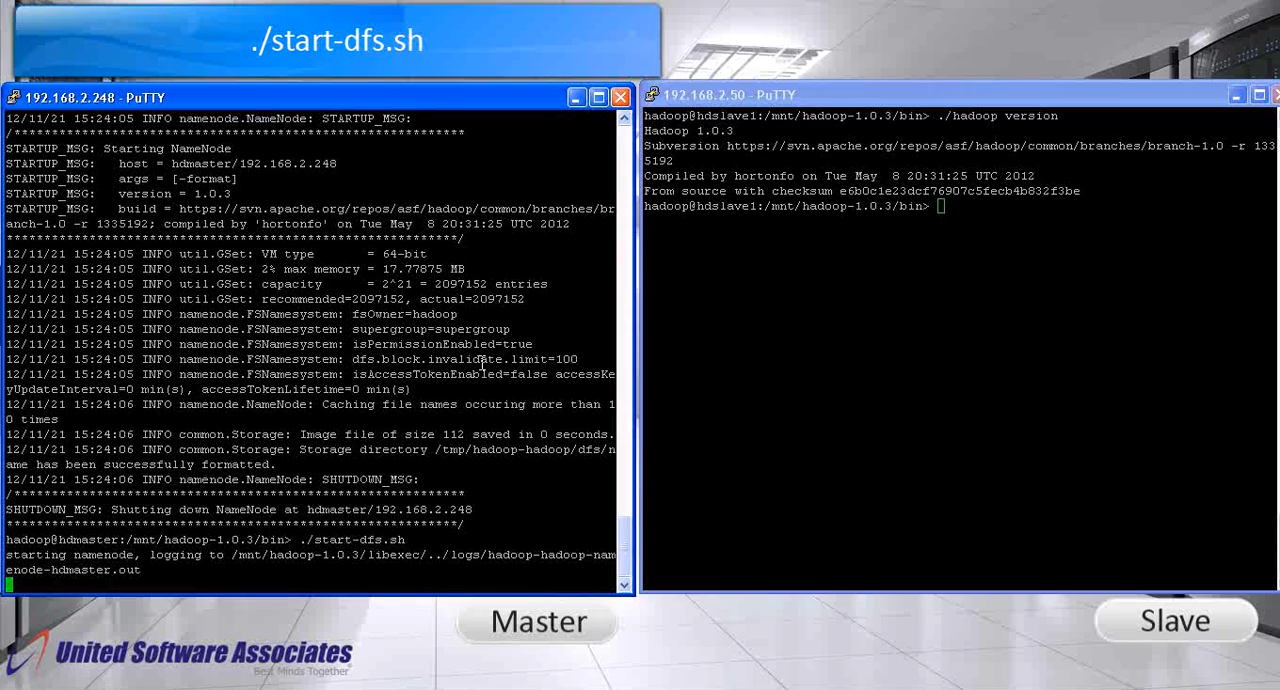 ./start-dfs.sh
192.168.2.248 - PuTTY
12/11/21 15:24:05 INFO namenode.NameNode: STARTUP_MSG:
/************************************************************
STARTUP_MSG: Starting NameNode
STARTUP_MSG:   host = hdmaster/192.168.2.248
STARTUP_MSG:   args = [-format]
STARTUP_MSG:   version = 1.0.3
STARTUP_MSG:   build = https://svn.apache.org/repos/asf/hadoop/common/branches/br
anch-1.0 -r 1335192; compiled by 'hortonfo' on Tue May  8 20:31:25 UTC 2012
************************************************************/
12/11/21 15:24:05 INFO util.GSet: VM type       = 64-bit
12/11/21 15:24:05 INFO util.GSet: 2% max memory = 17.77875 MB
12/11/21 15:24:05 INFO util.GSet: capacity      = 2^21 = 2097152 entries
12/11/21 15:24:05 INFO util.GSet: recommended=2097152, actual=2097152
12/11/21 15:24:05 INFO namenode.FSNamesystem: fsOwner=hadoop
12/11/21 15:24:05 INFO namenode.FSNamesystem: supergroup=supergroup
12/11/21 15:24:05 INFO namenode.FSNamesystem: isPermissionEnabled=true
12/11/21 15:24:05 INFO namenode.FSNamesystem: dfs.block.invalidate.limit=100
12/11/21 15:24:05 INFO namenode.FSNamesystem: isAccessTokenEnabled=false accessKe
yUpdateInterval=0 min(s), accessTokenLifetime=0 min(s)
12/11/21 15:24:06 INFO namenode.NameNode: Caching file names occuring more than 1
0 times
12/11/21 15:24:06 INFO common.Storage: Image file of size 112 saved in 0 seconds.
12/11/21 15:24:06 INFO common.Storage: Storage directory /tmp/hadoop-hadoop/dfs/n
ame has been successfully formatted.
12/11/21 15:24:06 INFO namenode.NameNode: SHUTDOWN_MSG:
/************************************************************
SHUTDOWN_MSG: Shutting down NameNode at hdmaster/192.168.2.248
************************************************************/
hadoop@hdmaster:/mnt/hadoop-1.0.3/bin> ./start-dfs.sh
starting namenode, logging to /mnt/hadoop-1.0.3/libexec/../logs/hadoop-hadoop-nam
enode-hdmaster.out
192.168.2.50 - PuTTY
hadoop@hdslave1:/mnt/hadoop-1.0.3/bin> ./hadoop version
Hadoop 1.0.3
Subversion https://svn.apache.org/repos/asf/hadoop/common/branches/branch-1.0 -r 133
5192
Compiled by hortonfo on Tue May  8 20:31:25 UTC 2012
From source with checksum e6b0c1e23dcf76907c5fecb4b832f3be
hadoop@hdslave1:/mnt/hadoop-1.0.3/bin>
Master
Slave
United Software Associates
Best Minds Together